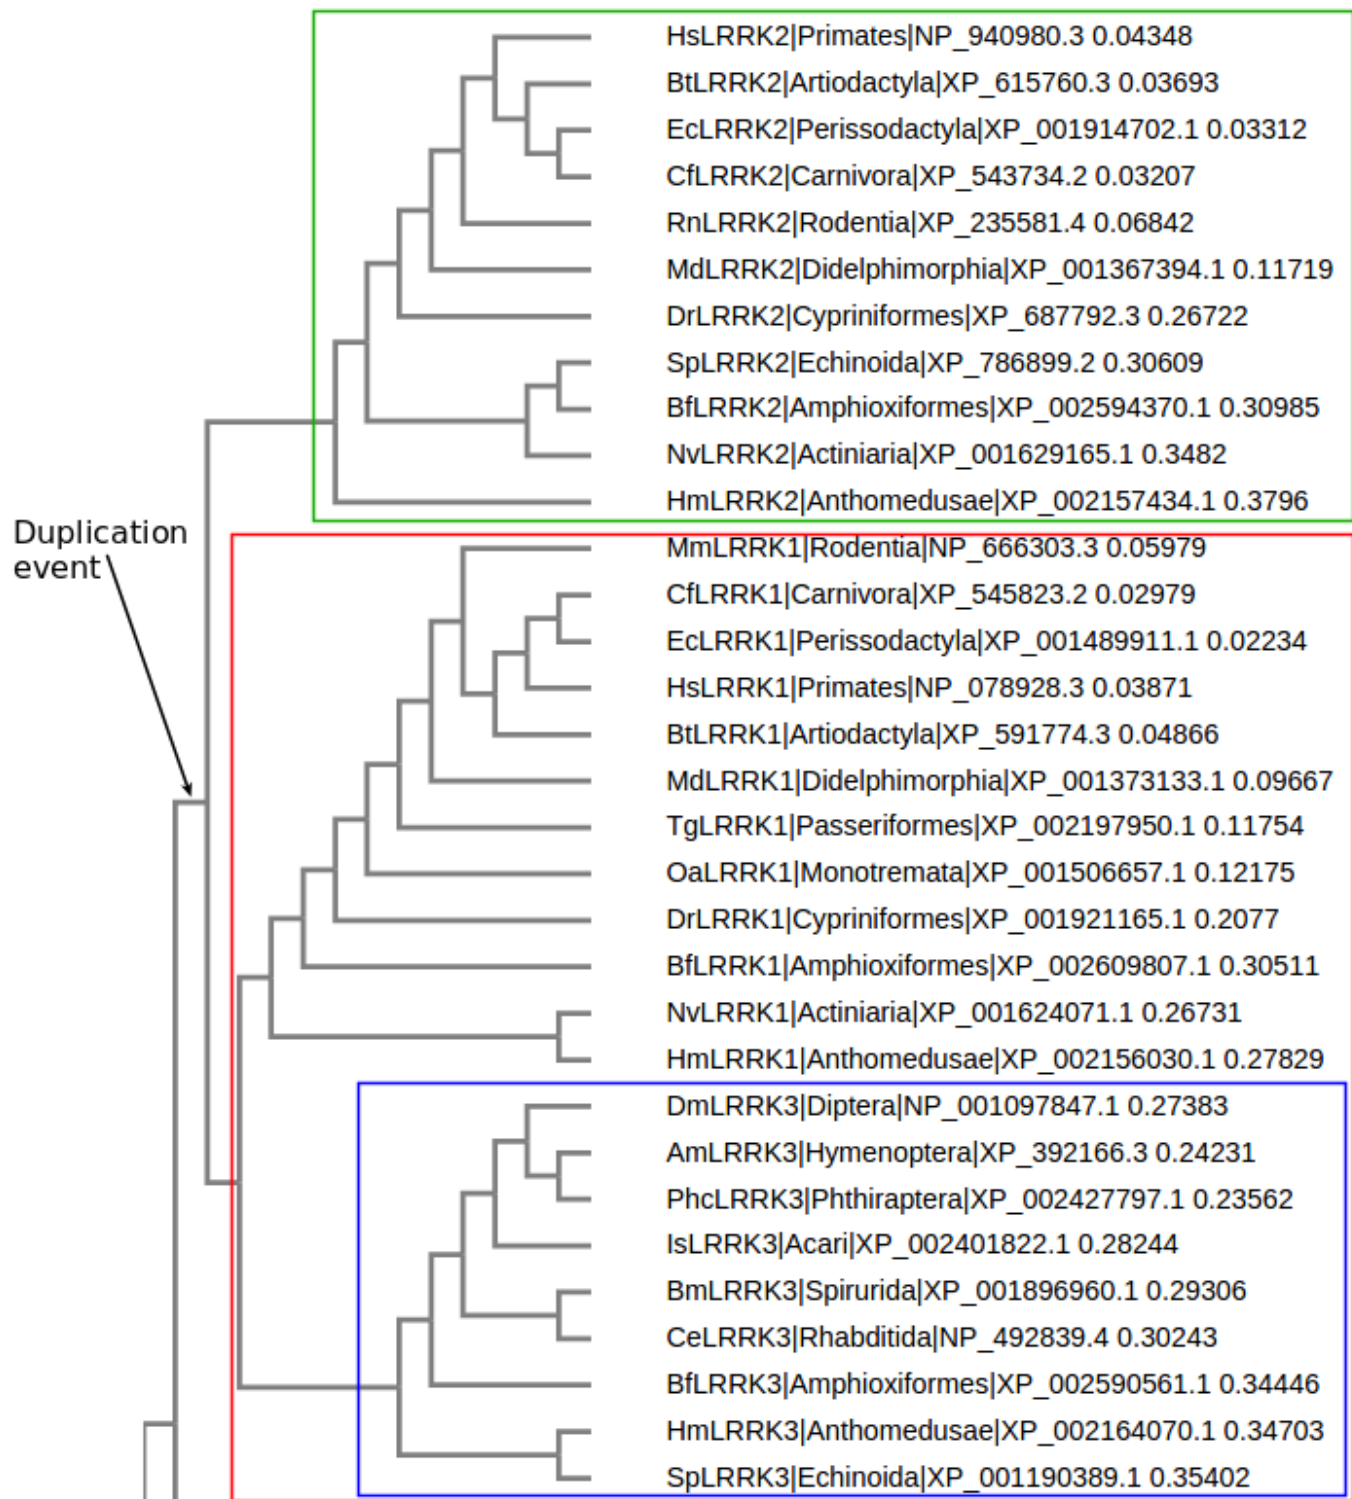 HsLRRK2|Primates|NP_940980.3 0.04348
BtLRRK2|Artiodactyla|XP_615760.3 0.03693
EcLRRK2|Perissodactyla|XP_001914702.1 0.03312
CfLRRK2|Carnivora|XP_543734.2 0.03207
RnLRRK2|Rodentia|XP_235581.4 0.06842
MdLRRK2|Didelphimorphia|XP_001367394.1 0.11719
DrLRRK2|Cypriniformes|XP_687792.3 0.26722
SpLRRK2|Echinoida|XP_786899.2 0.30609
BfLRRK2|Amphioxiformes|XP_002594370.1 0.30985
NvLRRK2|Actiniaria|XP_001629165.1 0.3482
HmLRRK2|Anthomedusae|XP_002157434.1 0.3796
Duplication
event
MmLRRK1|Rodentia|NP_666303.3 0.05979
CfLRRK1|Carnivora|XP_545823.2 0.02979
EcLRRK1|Perissodactyla|XP_001489911.1 0.02234
HsLRRK1|Primates|NP_078928.3 0.03871
BtLRRK1|Artiodactyla|XP_591774.3 0.04866
MdLRRK1|Didelphimorphia|XP_001373133.1 0.09667
TgLRRK1|Passeriformes|XP_002197950.1 0.11754
OaLRRK1|Monotremata|XP_001506657.1 0.12175
DrLRRK1|Cypriniformes|XP_001921165.1 0.2077
BfLRRK1|Amphioxiformes|XP_002609807.1 0.30511
NvLRRK1|Actiniaria|XP_001624071.1 0.26731
HmLRRK1|Anthomedusae|XP_002156030.1 0.27829
DmLRRK3|Diptera|NP_001097847.1 0.27383
AmLRRK3|Hymenoptera|XP_392166.3 0.24231
PhcLRRK3|Phthiraptera|XP_002427797.1 0.23562
IsLRRK3|Acari|XP_002401822.1 0.28244
BmLRRK3|Spirurida|XP_001896960.1 0.29306
CeLRRK3|Rhabditida|NP_492839.4 0.30243
BfLRRK3|Amphioxiformes|XP_002590561.1 0.34446
HmLRRK3|Anthomedusae|XP_002164070.1 0.34703
SpLRRK3|Echinoida|XP_001190389.1 0.35402